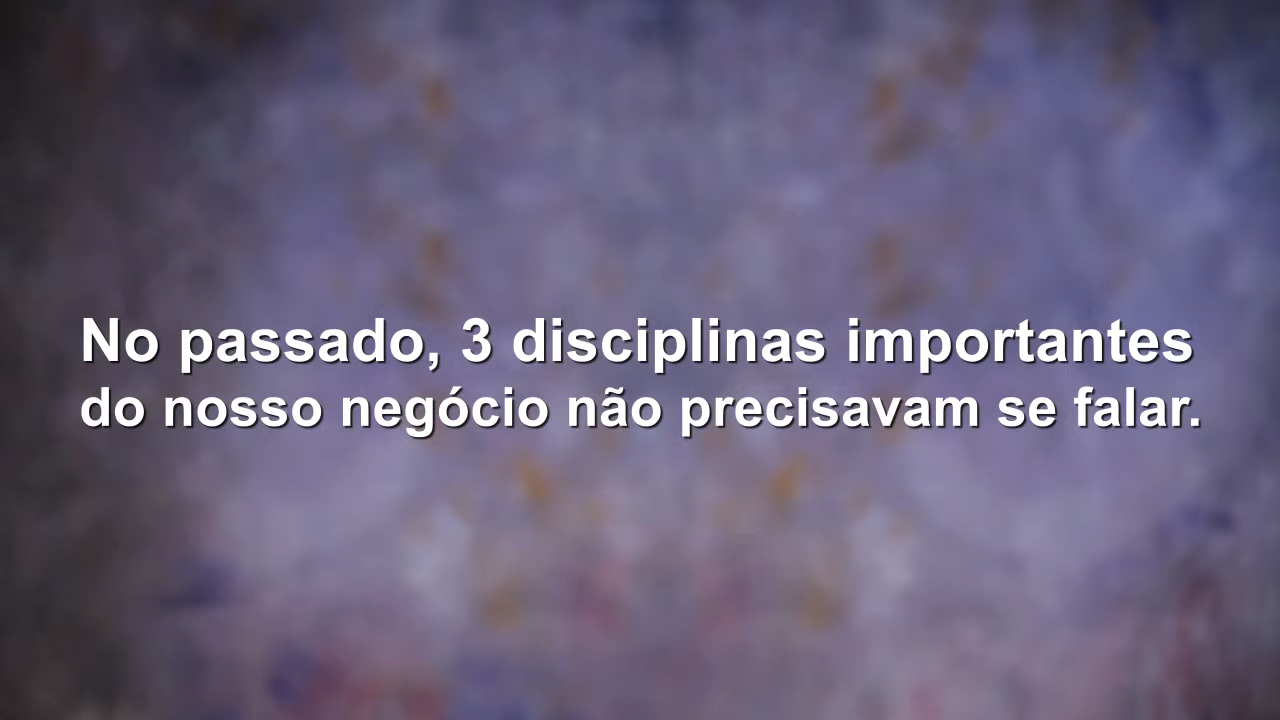 No passado, 3 disciplinas importantes
do nosso negócio não precisavam se falar.